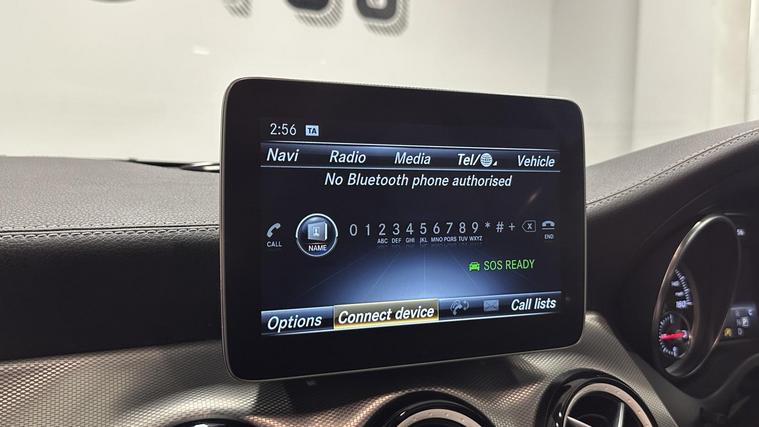 2:56 TA
Navi Radio Media Tel/ Vehicle
No Bluetooth phone authorised
CALL NAME 0 1 2 3 4 5 6 7 8 9 * # + END
ABC DEF GHI JKL MNO PQRS TUV WXYZ
SOS READY
Options Connect device Call lists
160